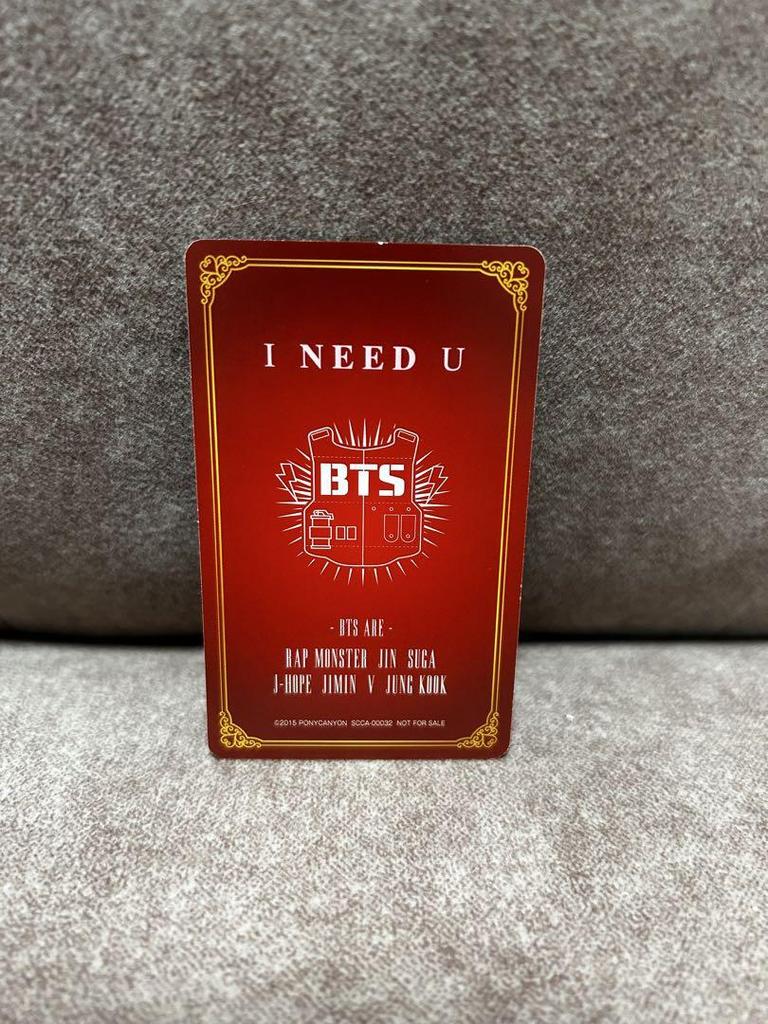 I NEED U
BTS
- BTS ARE -
RAP MONSTER JIN SUGA
J-HOPE JIMIN V JUNG KOOK
©2015 PONYCANYON SCCA-00032 NOT FOR SALE